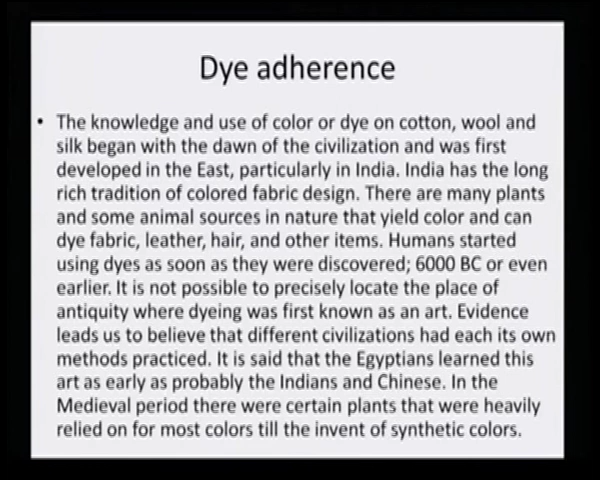 Dye adherence
• The knowledge and use of color or dye on cotton, wool and
silk began with the dawn of the civilization and was first
developed in the East, particularly in India. India has the long
rich tradition of colored fabric design. There are many plants
and some animal sources in nature that yield color and can
dye fabric, leather, hair, and other items. Humans started
using dyes as soon as they were discovered; 6000 BC or even
earlier. It is not possible to precisely locate the place of
antiquity where dyeing was first known as an art. Evidence
leads us to believe that different civilizations had each its own
methods practiced. It is said that the Egyptians learned this
art as early as probably the Indians and Chinese. In the
Medieval period there were certain plants that were heavily
relied on for most colors till the invent of synthetic colors.